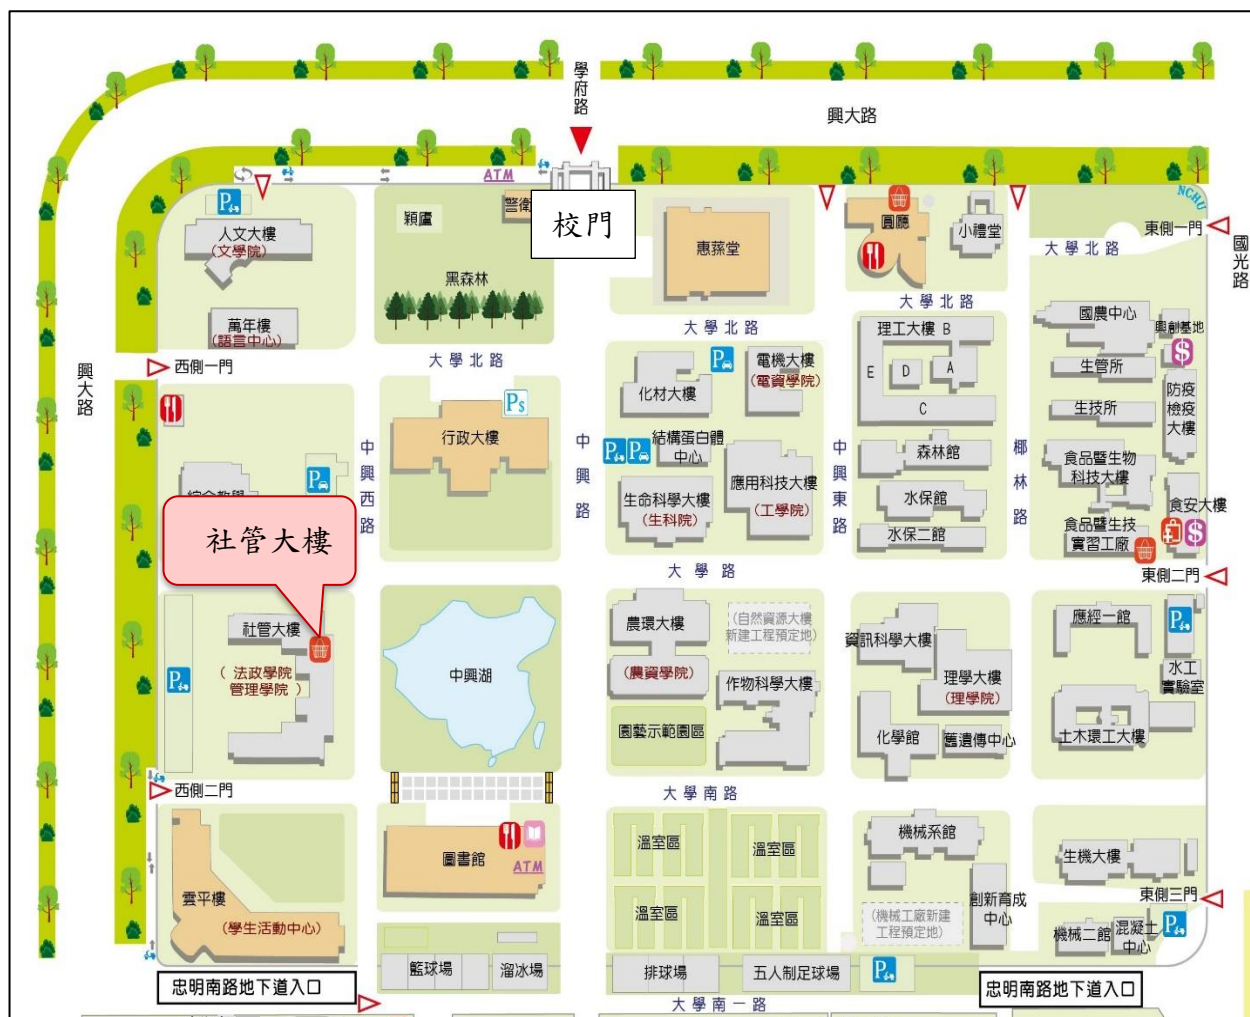 學府路
興大路
ATM
NCHU
警衛
校門
穎廬
圓廳
小禮堂
東側一門
國光路
人文大樓
(文學院)
惠蓀堂
大學北路
黑森林
大學北路
萬年樓
(語言中心)
大學北路
理工大樓 B
國農中心
興創基地
大學北路
西側一門
興大路
化材大樓
電機大樓
(電資學院)
E
D
A
C
生管所
生技所
防疫
檢疫
大樓
行政大樓
中興西路
中興路
結構蛋白體
中心
中興東路
森林館
椰林路
食品暨生物
科技大樓
應用科技大樓
(工學院)
生命科學大樓
(生科院)
水保館
食安大樓
社管大樓
水保二館
食品暨生技
實習工廠
大學路
東側二門
社管大樓
(法政學院
管理學院)
中興湖
農環大樓
(農資學院)
(自然資源大樓
新建工程預定地)
資訊科學大樓
應經一館
理學大樓
(理學院)
水工
實驗室
作物科學大樓
園藝示範園區
化學館
舊遺傳中心
土木環工大樓
西側二門
大學南路
圖書館
ATM
溫室區
溫室區
機械系館
生機大樓
雲平樓
(學生活動中心)
溫室區
溫室區
(機械工廠新建
工程預定地)
創新育成
中心
東側三門
機械二館
混凝土
中心
籃球場
溜冰場
排球場
五人制足球場
忠明南路地下道入口
忠明南路地下道入口
大學南一路